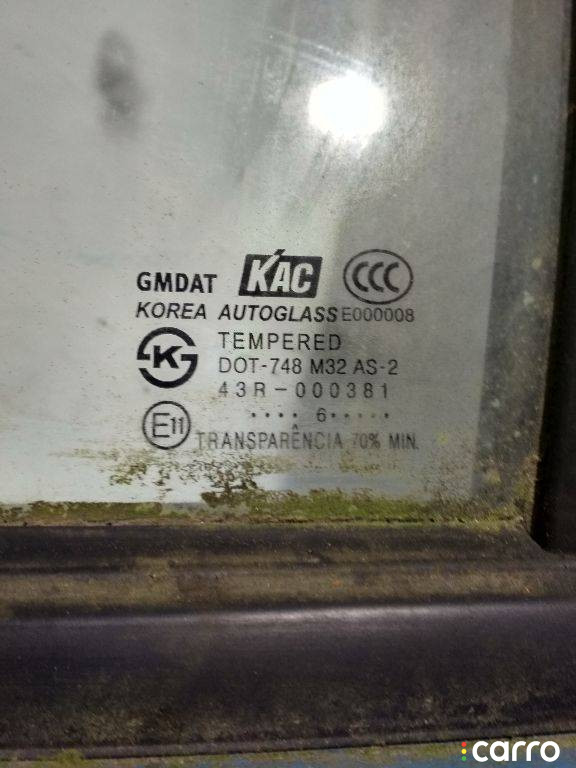 GMDAT KAC CCC
KOREA AUTOGLASS E000008
TEMPERED
DOT-748 M32 AS-2
43R-000381
•••• 6 •••••
E11 TRANSPARÊNCIA 70% MIN.
carro